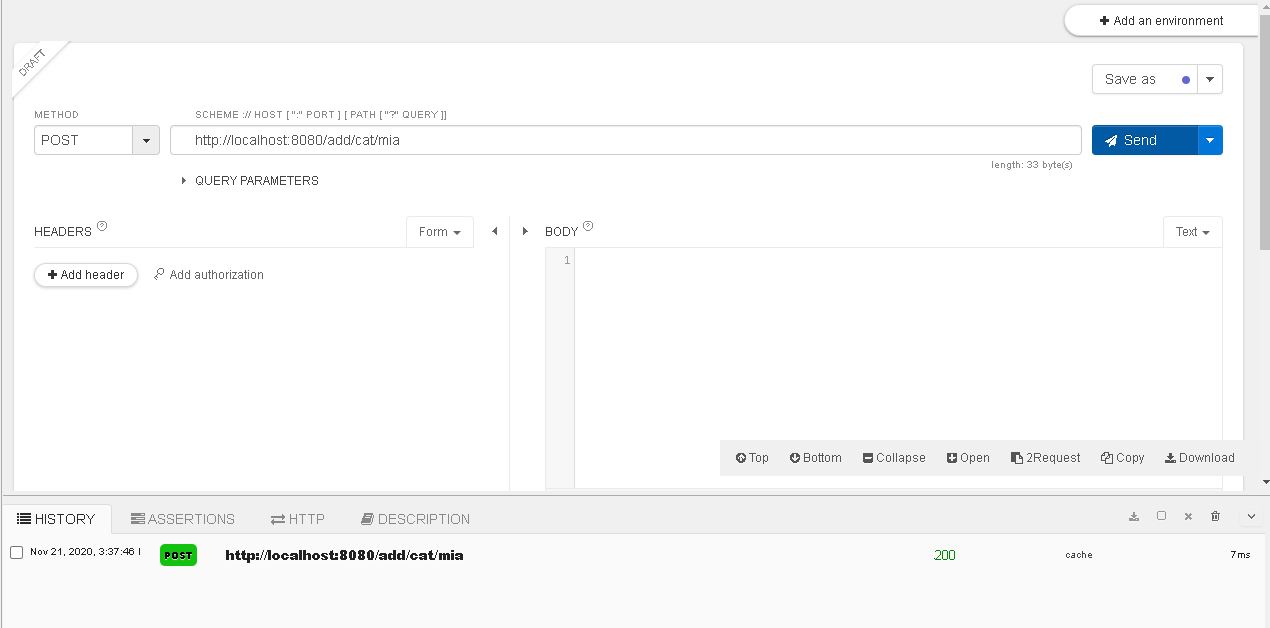 Add an environment
DRAFT
Save as
METHOD
SCHEME :// HOST [ ":" PORT ] [ PATH [ "?" QUERY ]]
POST
http://localhost:8080/add/cat/mia
Send
length: 33 byte(s)
QUERY PARAMETERS
HEADERS ?
Form
BODY ?
Text
Add header
Add authorization
1
Top
Bottom
Collapse
Open
2Request
Copy
Download
HISTORY
ASSERTIONS
HTTP
DESCRIPTION
Nov 21, 2020, 3:37:46
POST
http://localhost:8080/add/cat/mia
200
cache
7ms